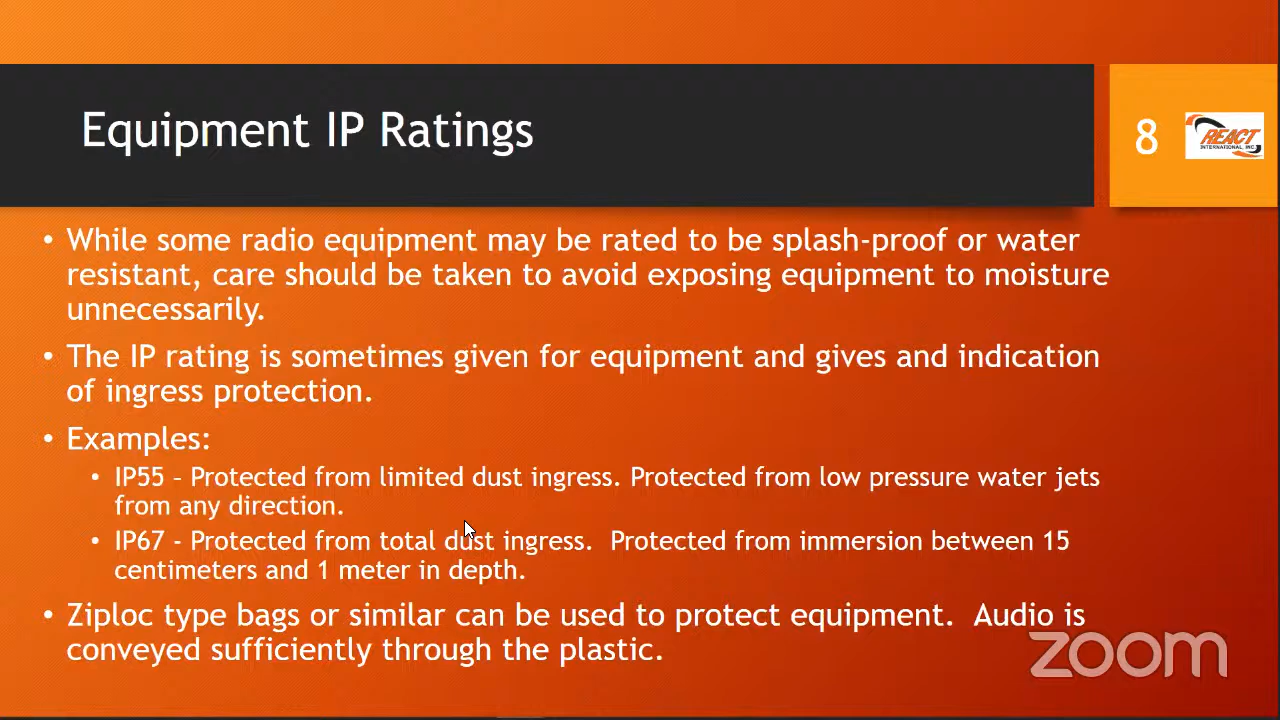 Equipment IP Ratings
8
REACT
INTERNATIONAL, INC.
• While some radio equipment may be rated to be splash-proof or water
resistant, care should be taken to avoid exposing equipment to moisture
unnecessarily.
• The IP rating is sometimes given for equipment and gives and indication
of ingress protection.
• Examples:
• IP55 – Protected from limited dust ingress. Protected from low pressure water jets
from any direction.
• IP67 - Protected from total dust ingress.  Protected from immersion between 15
centimeters and 1 meter in depth.
• Ziploc type bags or similar can be used to protect equipment.  Audio is
conveyed sufficiently through the plastic.
zoom